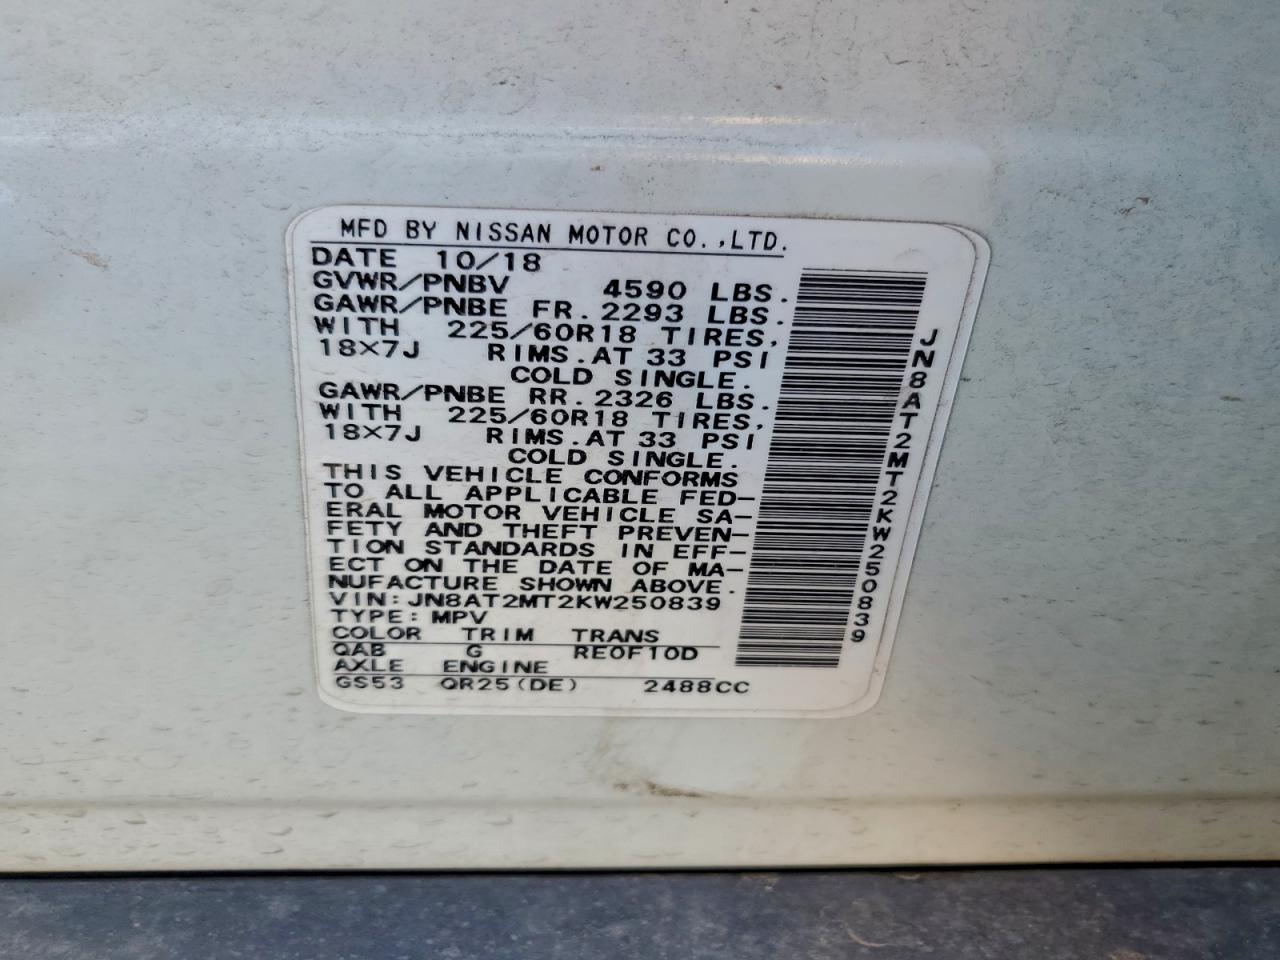 MFD BY NISSAN MOTOR CO.,LTD.
DATE 10/18
GVWR/PNBV 4590 LBS.
GAWR/PNBE FR. 2293 LBS.
WITH 225/60R18 TIRES,
18X7J RIMS. AT 33 PSI
COLD SINGLE.
GAWR/PNBE RR. 2326 LBS.
WITH 225/60R18 TIRES,
18X7J RIMS. AT 33 PSI
COLD SINGLE.
THIS VEHICLE CONFORMS
TO ALL APPLICABLE FED-
ERAL MOTOR VEHICLE SA-
FETY AND THEFT PREVEN-
TION STANDARDS IN EFF-
ECT ON THE DATE OF MA-
NUFACTURE SHOWN ABOVE.
VIN: JN8AT2MT2KW250839
TYPE: MPV
COLOR TRIM TRANS
QAB G RE0F10D
AXLE ENGINE
GS53 QR25(DE) 2488CC
JN8AT2MT2KW250839